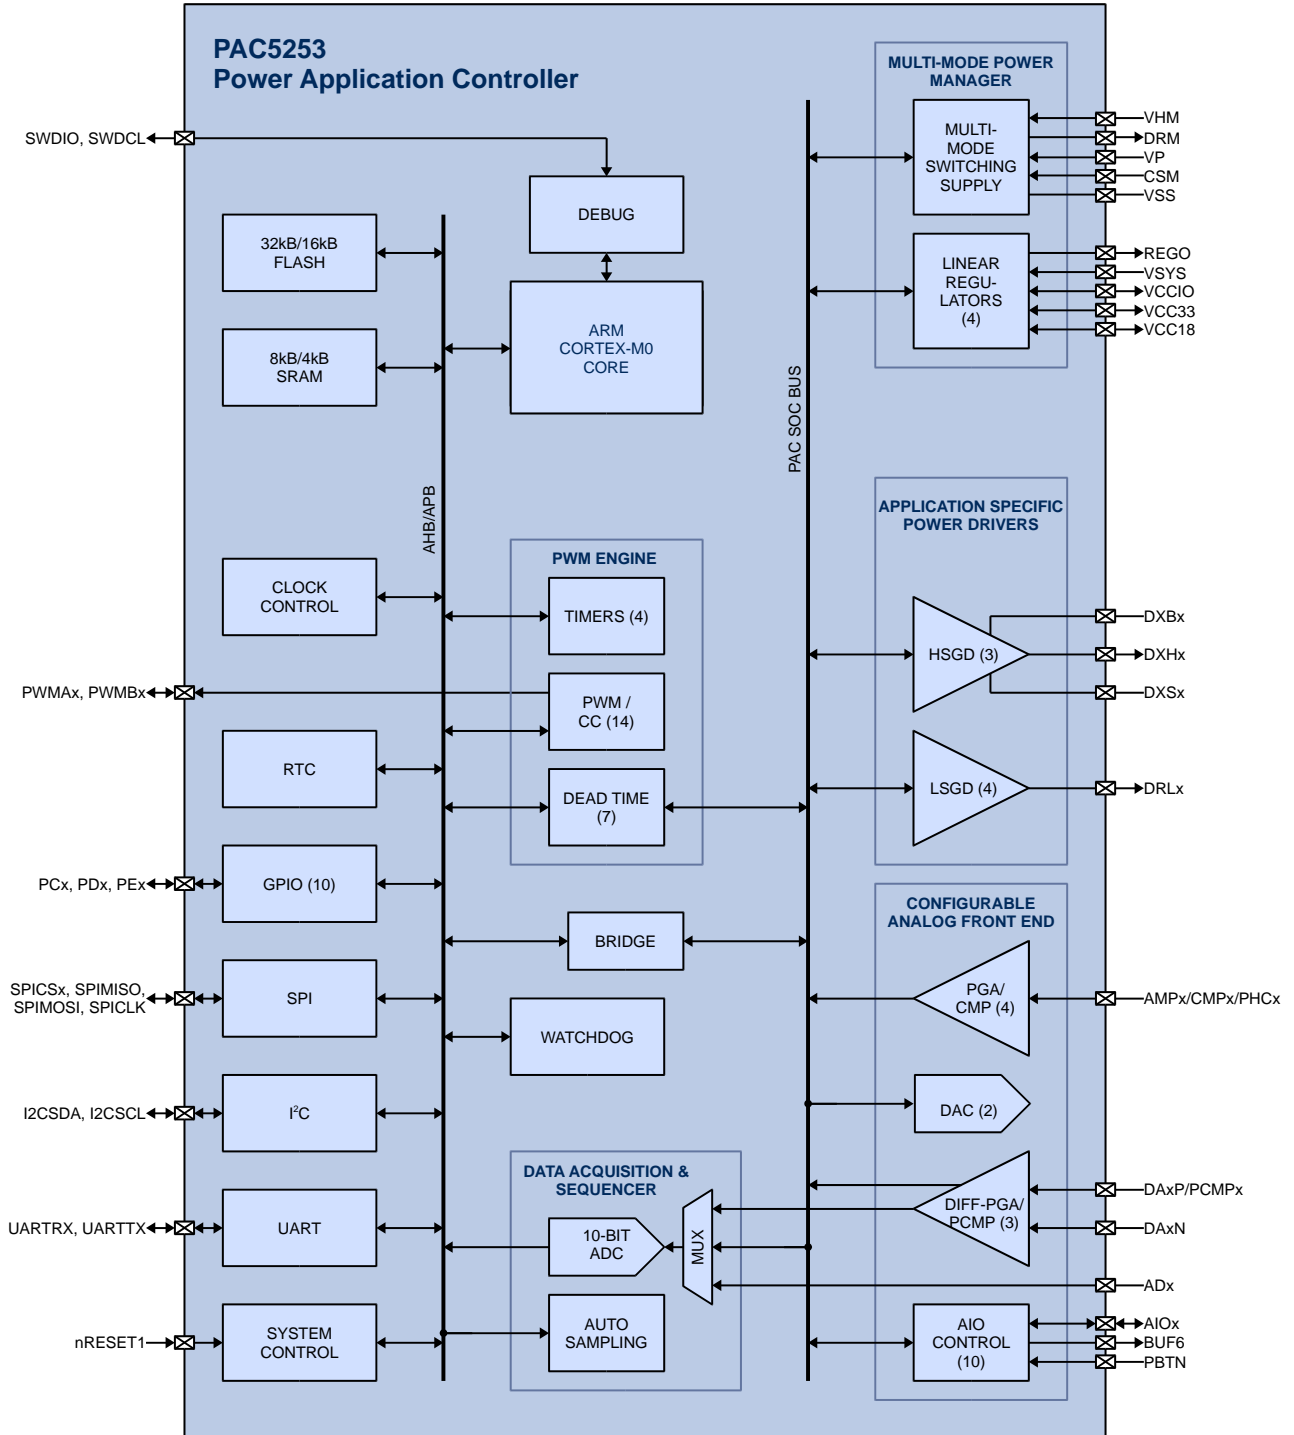 PAC5253
Power Application Controller
MULTI-MODE POWER
MANAGER
MULTI-
MODE
SWITCHING
SUPPLY
VHM
DRM
VP
CSM
VSS
SWDIO, SWDCL
DEBUG
32kB/16kB
FLASH
LINEAR
REGU-
LATORS
(4)
REGO
VSYS
VCCIO
VCC33
VCC18
ARM
CORTEX-M0
CORE
8kB/4kB
SRAM
PAC SOC BUS
AHB/APB
APPLICATION SPECIFIC
POWER DRIVERS
PWM ENGINE
CLOCK
CONTROL
TIMERS (4)
HSGD (3)
DXBx
DXHx
DXSx
PWMAx, PWMBx
PWM /
CC (14)
RTC
DEAD TIME
(7)
LSGD (4)
DRLx
PCx, PDx, PEx
GPIO (10)
CONFIGURABLE
ANALOG FRONT END
BRIDGE
SPICSx, SPIMISO,
SPIMOSI, SPICLK
SPI
PGA/
CMP (4)
AMPx/CMPx/PHCx
WATCHDOG
I2CSDA, I2CSCL
I²C
DAC (2)
DATA ACQUISITION &
SEQUENCER
UARTRX, UARTTX
UART
10-BIT
ADC
MUX
DIFF-PGA/
PCMP (3)
DAxP/PCMPx
DAxN
ADx
nRESET1
SYSTEM
CONTROL
AUTO
SAMPLING
AIO
CONTROL
(10)
AIOx
BUF6
PBTN